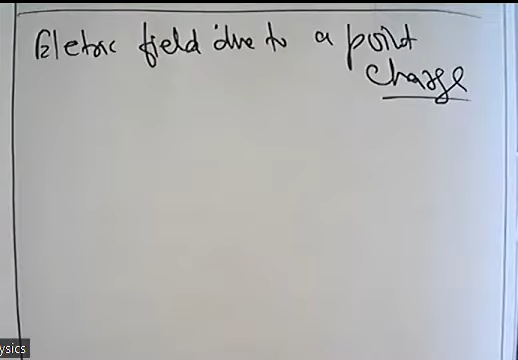 Eletric field due to a point
charge
ysics